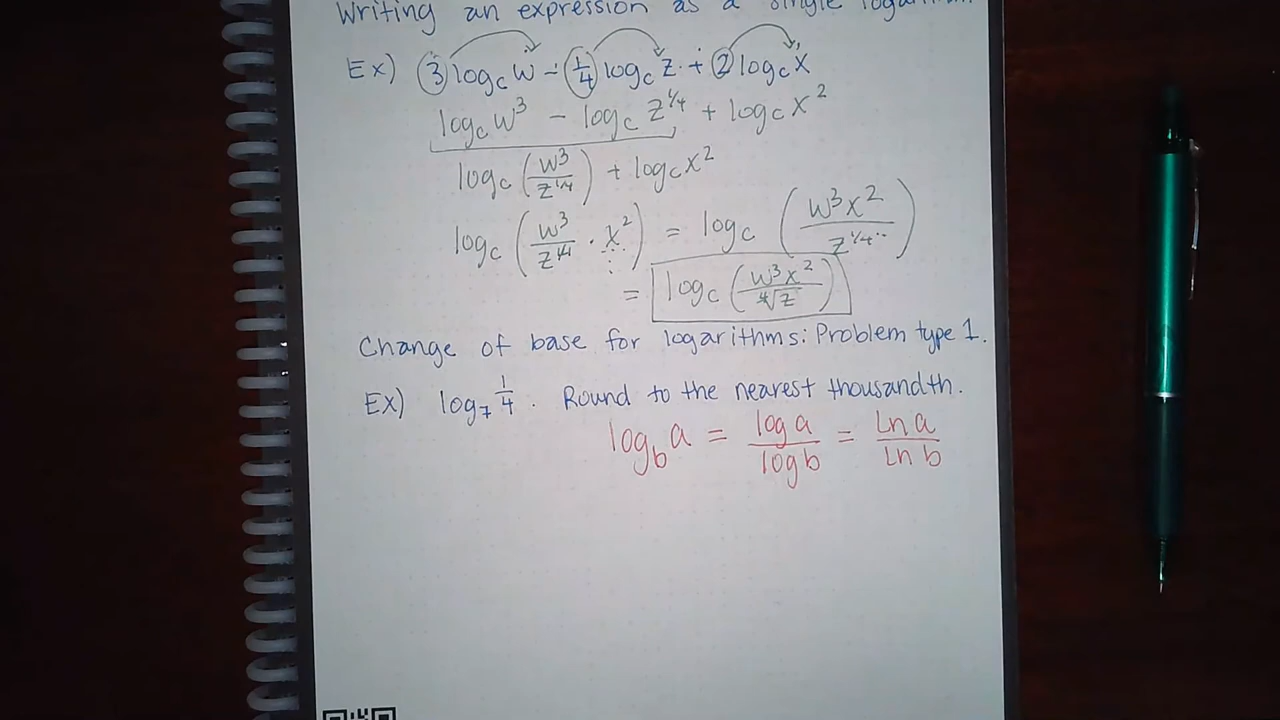 Writing an expression as a single
Ex) 3 log_c w - 1/4 log_c z + 2 log_c x
log_c w^3 - log_c z^1/4 + log_c x^2
log_c (w^3/z^1/4) + log_c x^2
log_c (w^3/z^1/4 · x^2) = log_c (w^3x^2/z^1/4)
= log_c (w^3x^2/∜z)
Change of base for logarithms: Problem type 1.
EX) log_7 1/4. Round to the nearest thousandth.
log_b a = log a/log b = Ln a/Ln b